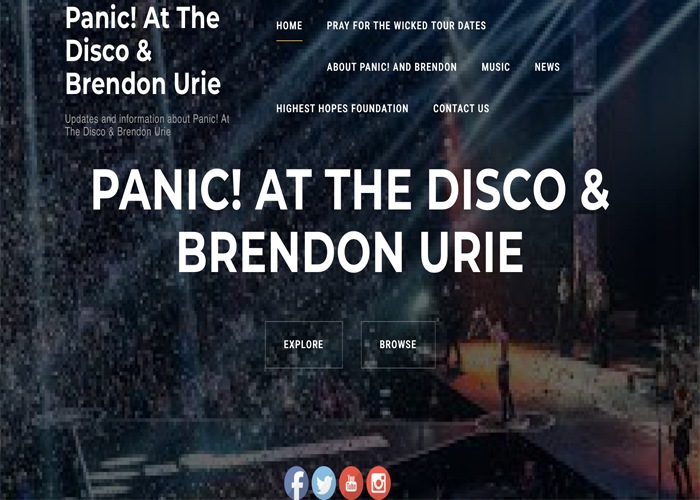 Panic! At The
Disco &
Brendon Urie
Updates and information about Panic! At
The Disco & Brendon Urie
HOME PRAY FOR THE WICKED TOUR DATES
ABOUT PANIC! AND BRENDON MUSIC NEWS
HIGHEST HOPES FOUNDATION CONTACT US
PANIC! AT THE DISCO &
BRENDON URIE
EXPLORE BROWSE
You